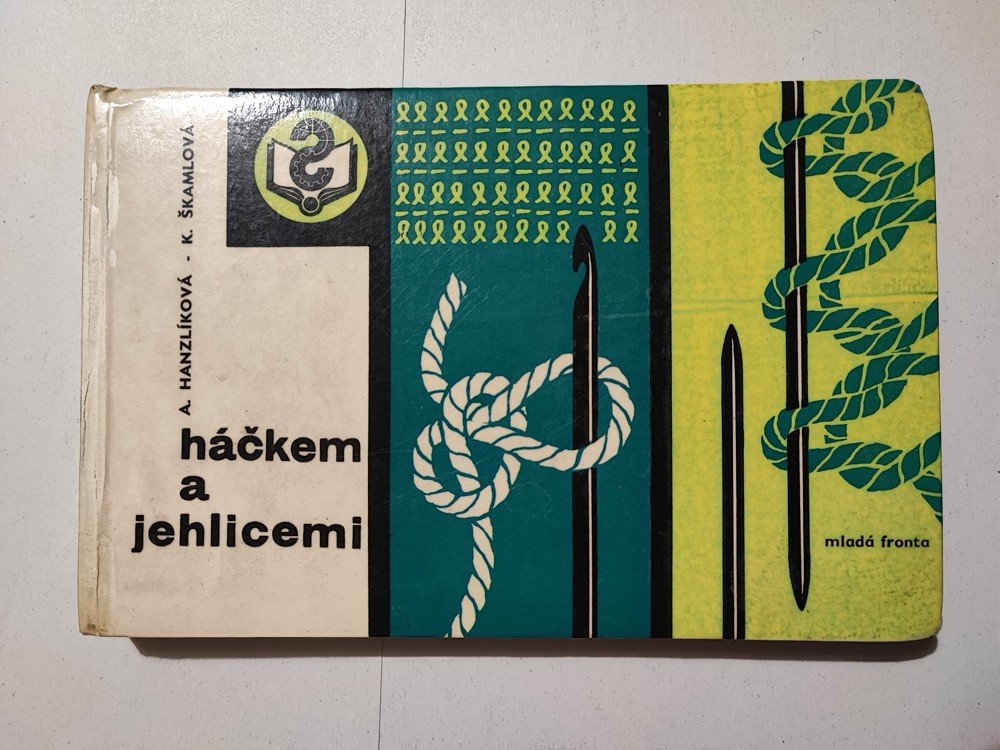 A. HANZLÍKOVÁ - K. ŠKAMLOVÁ
háčkem
a
jehlicemi
mladá fronta